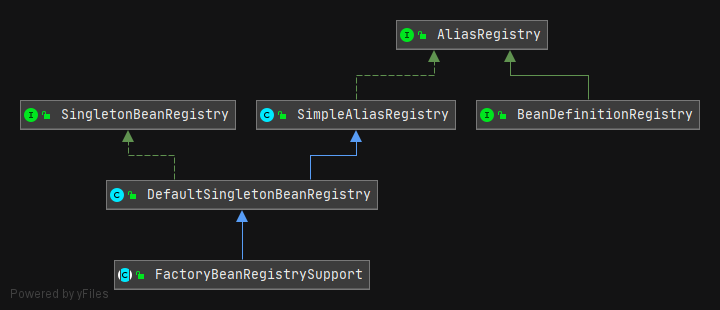 AliasRegistry
SingletonBeanRegistry
SimpleAliasRegistry
BeanDefinitionRegistry
DefaultSingletonBeanRegistry
FactoryBeanRegistrySupport
Powered by yFiles